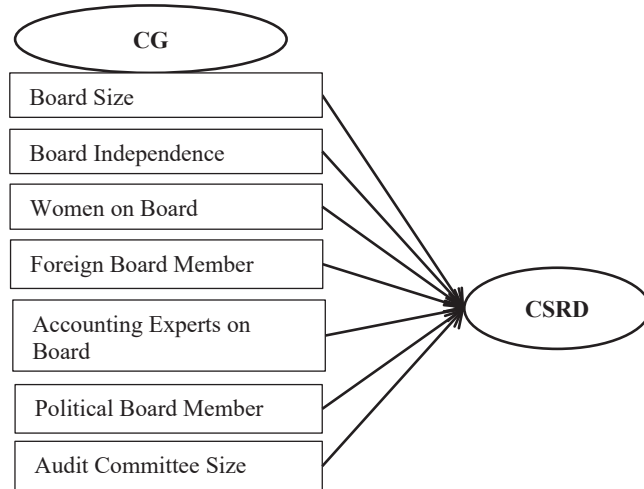 CG
Board Size
Board Independence
Women on Board
Foreign Board Member
Accounting Experts on
Board
Political Board Member
Audit Committee Size
CSRD